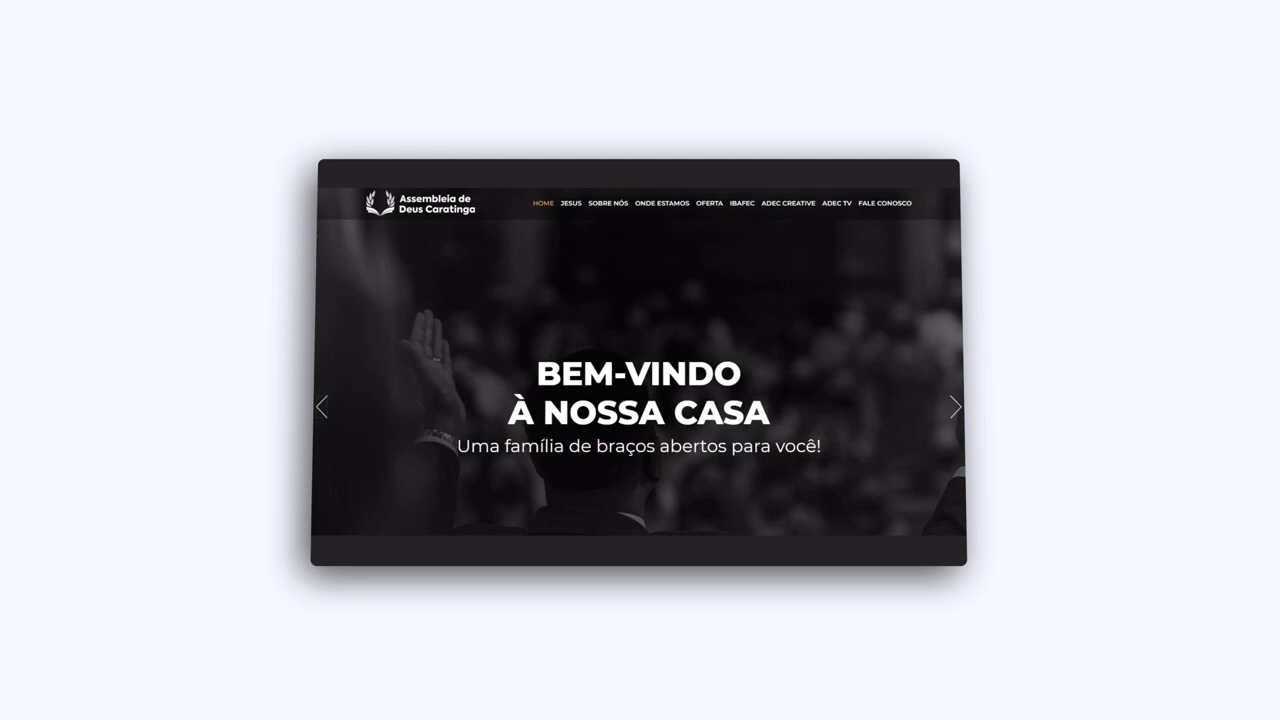 Assembleia de
Deus Caratinga
HOME JESUS SOBRE NÓS ONDE ESTAMOS OFERTA IBAFEC ADEC CREATIVE ADEC TV FALE CONOSCO
BEM-VINDO
À NOSSA CASA
Uma família de braços abertos para você!